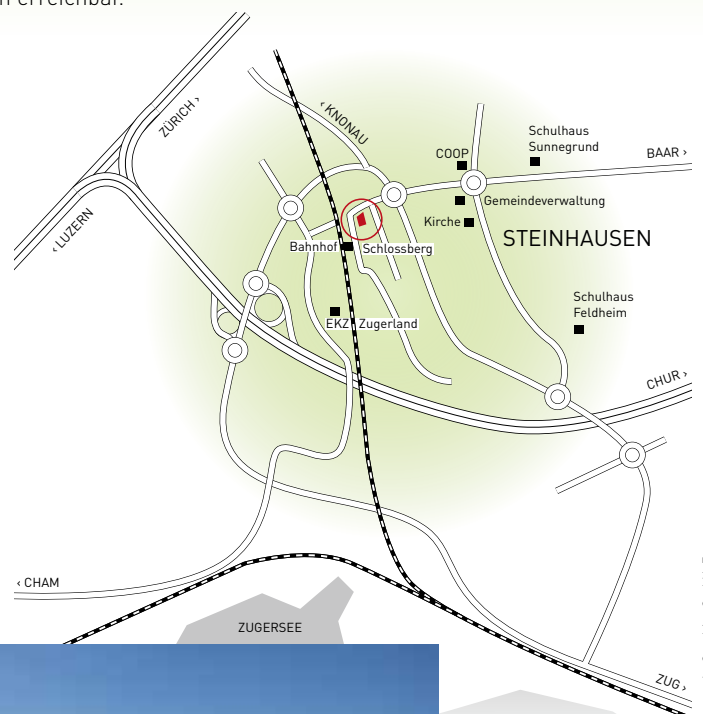 erreichbar.
ZÜRICH ›
‹ KNONAU
Schulhaus
Sunnegrund
COOP
BAAR ›
‹ LUZERN
Gemeindeverwaltung
Kirche
STEINHAUSEN
Bahnhof
Schlossberg
Schulhaus
Feldheim
EKZ Zugerland
CHUR ›
‹ CHAM
ZUGERSEE
ZUG ›